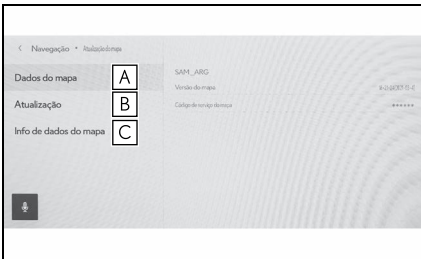 Navegação • Atualização do mapa
Dados do mapa A
SAM_ARG
Versão do mapa
Atualização B
Código de serviço do mapa ••••••
Info de dados do mapa C